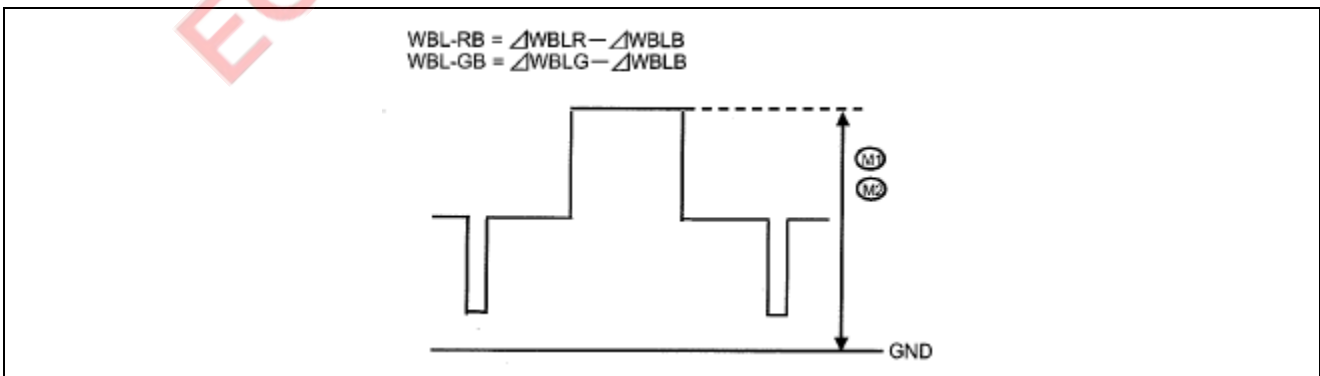 WBL-RB = ⊿WBLR－⊿WBLB
WBL-GB = ⊿WBLG－⊿WBLB
M1
M2
GND